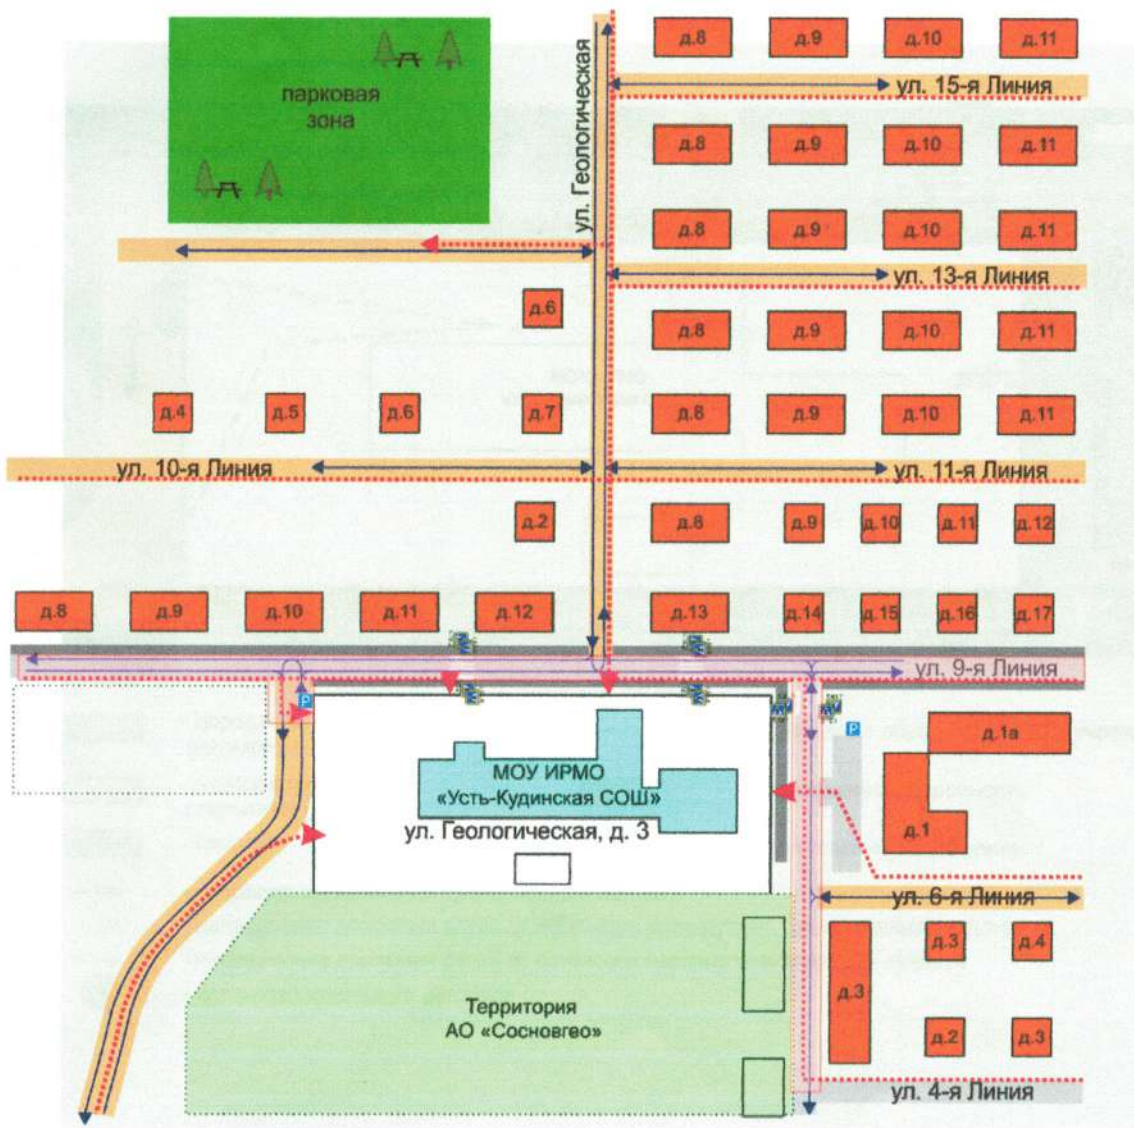 д.8 д.9 д.10 д.11
ул. 15-я Линия
парковая
зона
ул. Геологическая
д.8 д.9 д.10 д.11
д.8 д.9 д.10 д.11
ул. 13-я Линия
д.6
д.8 д.9 д.10 д.11
д.4 д.5 д.6 д.7 д.8 д.9 д.10 д.11
ул. 10-я Линия
ул. 11-я Линия
д.2 д.8 д.9 д.10 д.11 д.12
д.8 д.9 д.10 д.11 д.12 д.13 д.14 д.15 д.16 д.17
ул. 9-я Линия
P
P
д.1а
МОУ ИРМО
«Усть-Кудинская СОШ»
ул. Геологическая, д. 3
д.1
ул. 6-я Линия
д.3 д.3 д.4
Территория
АО «Сосновгео»
д.2 д.3
ул. 4-я Линия